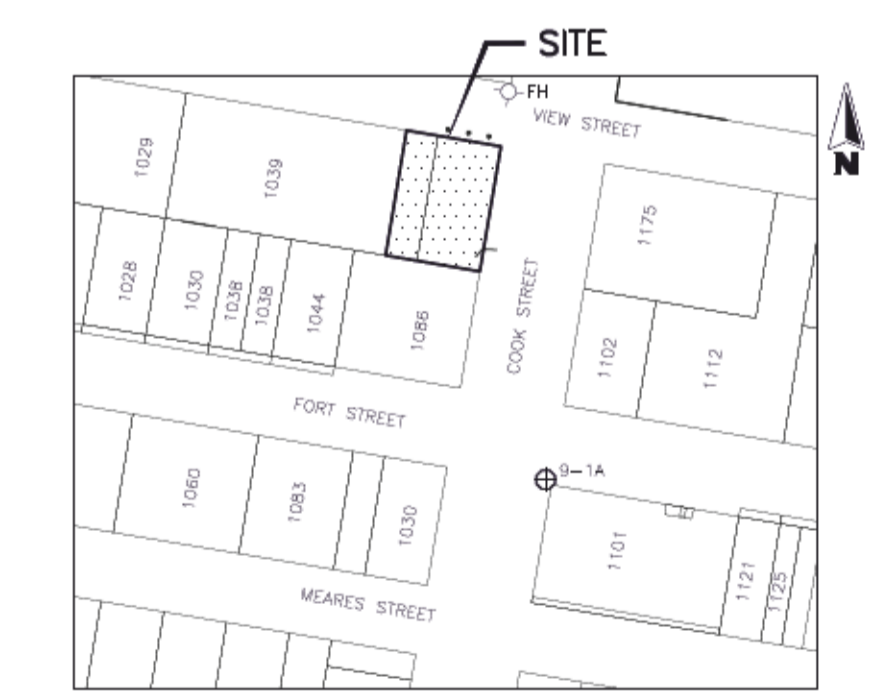 SITE
FH
VIEW STREET
N
1029
1039
1175
1028
1030
1038
1038
1044
1086
COOK STREET
1102
1112
FORT STREET
9-1A
1060
1083
1030
1101
1121
1125
MEARES STREET